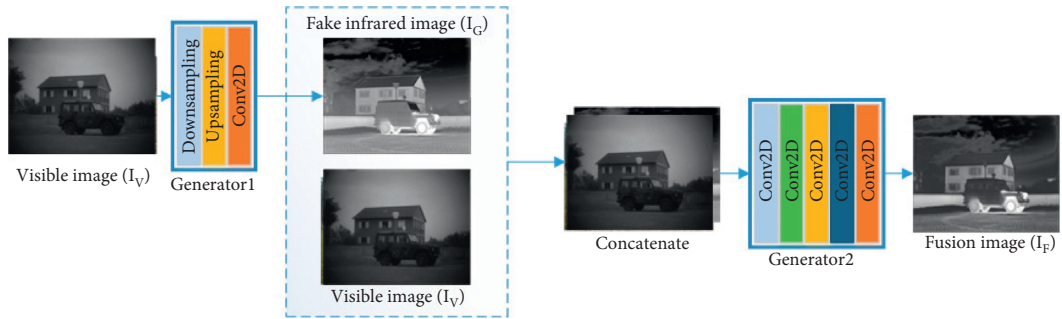 Visible image (I_V)
Downsampling
Upsampling
Conv2D
Generator1
Fake infrared image (I_G)
Visible image (I_V)
Concatenate
Conv2D
Conv2D
Conv2D
Conv2D
Conv2D
Generator2
Fusion image (I_F)